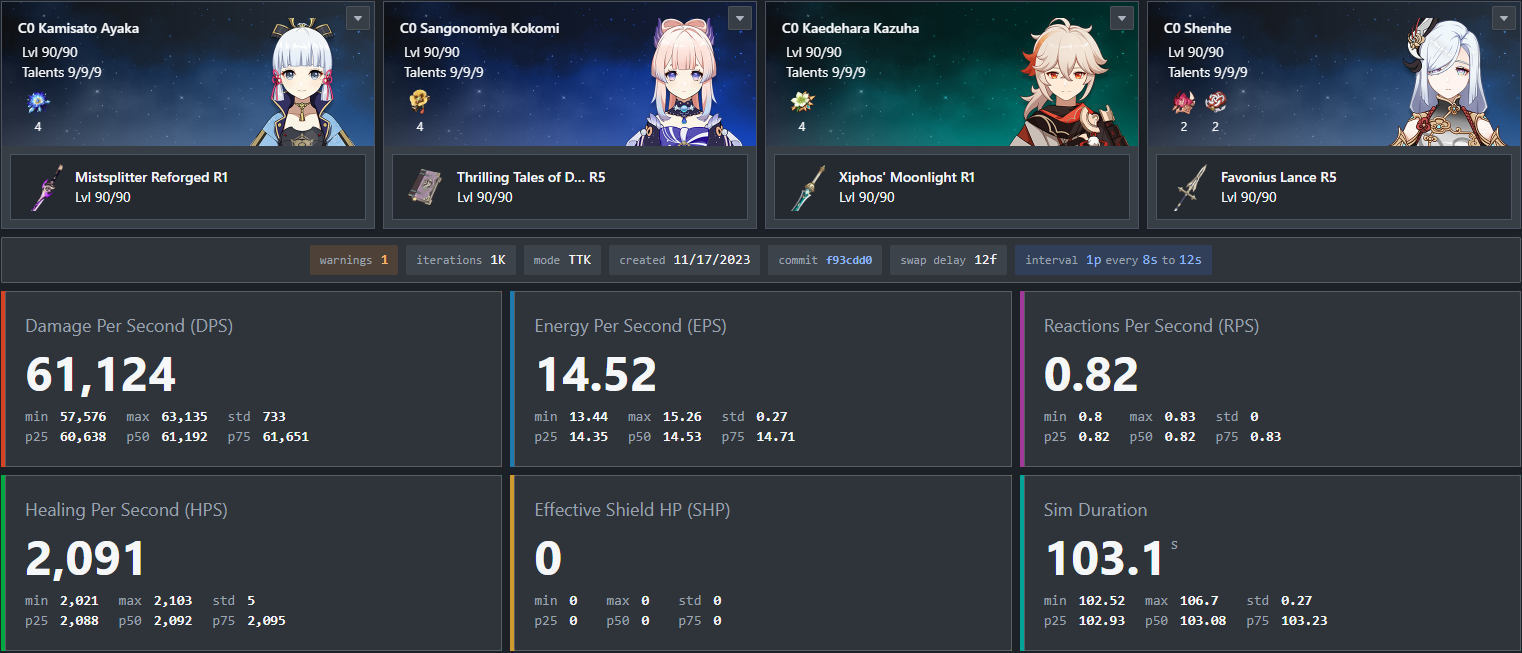 C0 Kamisato Ayaka
Lvl 90/90
Talents 9/9/9
4
Mistsplitter Reforged R1
Lvl 90/90
C0 Sangonomiya Kokomi
Lvl 90/90
Talents 9/9/9
4
Thrilling Tales of D... R5
Lvl 90/90
C0 Kaedehara Kazuha
Lvl 90/90
Talents 9/9/9
4
Xiphos' Moonlight R1
Lvl 90/90
C0 Shenhe
Lvl 90/90
Talents 9/9/9
2 2
Favonius Lance R5
Lvl 90/90
warnings 1 iterations 1K mode TTK created 11/17/2023 commit f93cdd0 swap delay 12f interval 1p every 8s to 12s
Damage Per Second (DPS)
61,124
min 57,576 max 63,135 std 733
p25 60,638 p50 61,192 p75 61,651
Energy Per Second (EPS)
14.52
min 13.44 max 15.26 std 0.27
p25 14.35 p50 14.53 p75 14.71
Reactions Per Second (RPS)
0.82
min 0.8 max 0.83 std 0
p25 0.82 p50 0.82 p75 0.83
Healing Per Second (HPS)
2,091
min 2,021 max 2,103 std 5
p25 2,088 p50 2,092 p75 2,095
Effective Shield HP (SHP)
0
min 0 max 0 std 0
p25 0 p50 0 p75 0
Sim Duration
103.1 s
min 102.52 max 106.7 std 0.27
p25 102.93 p50 103.08 p75 103.23